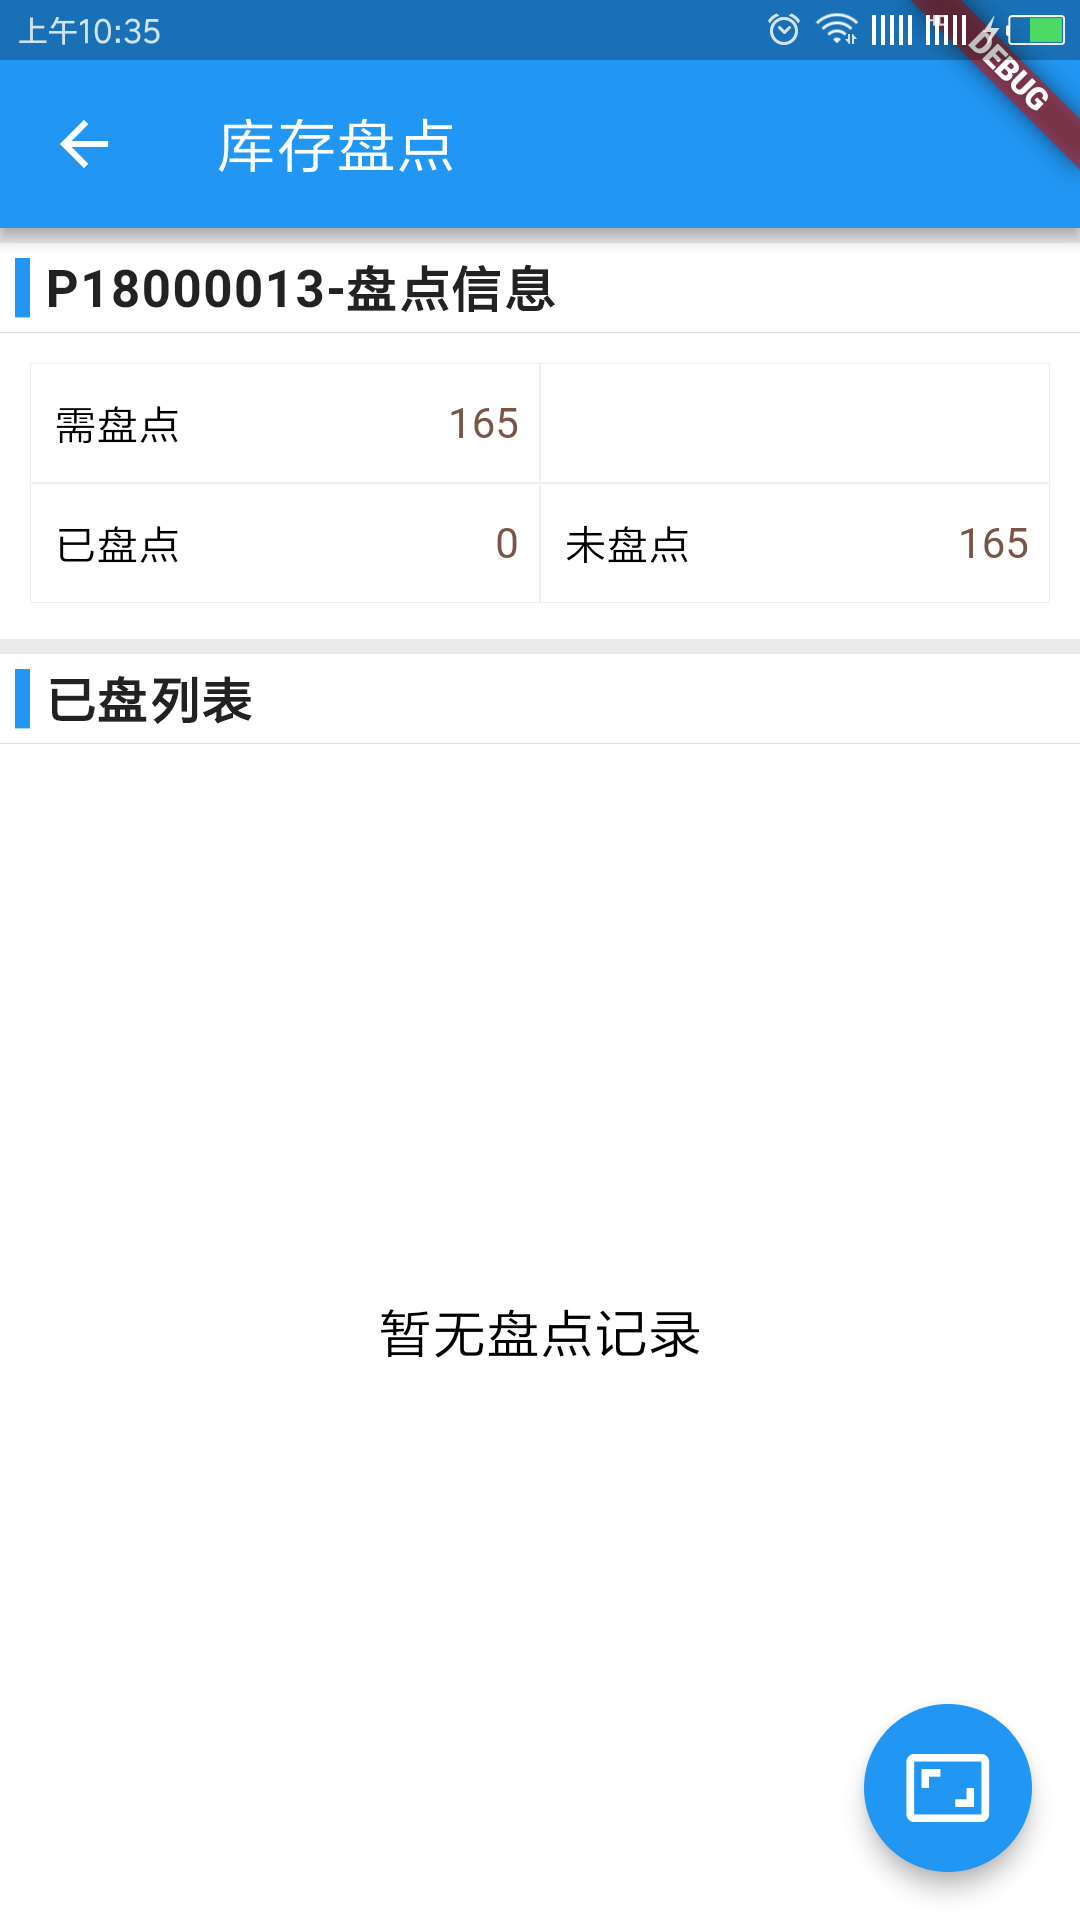 上午10:35
DEBUG
库存盘点
P18000013-盘点信息
需盘点 165
已盘点 0 未盘点 165
已盘列表
暂无盘点记录